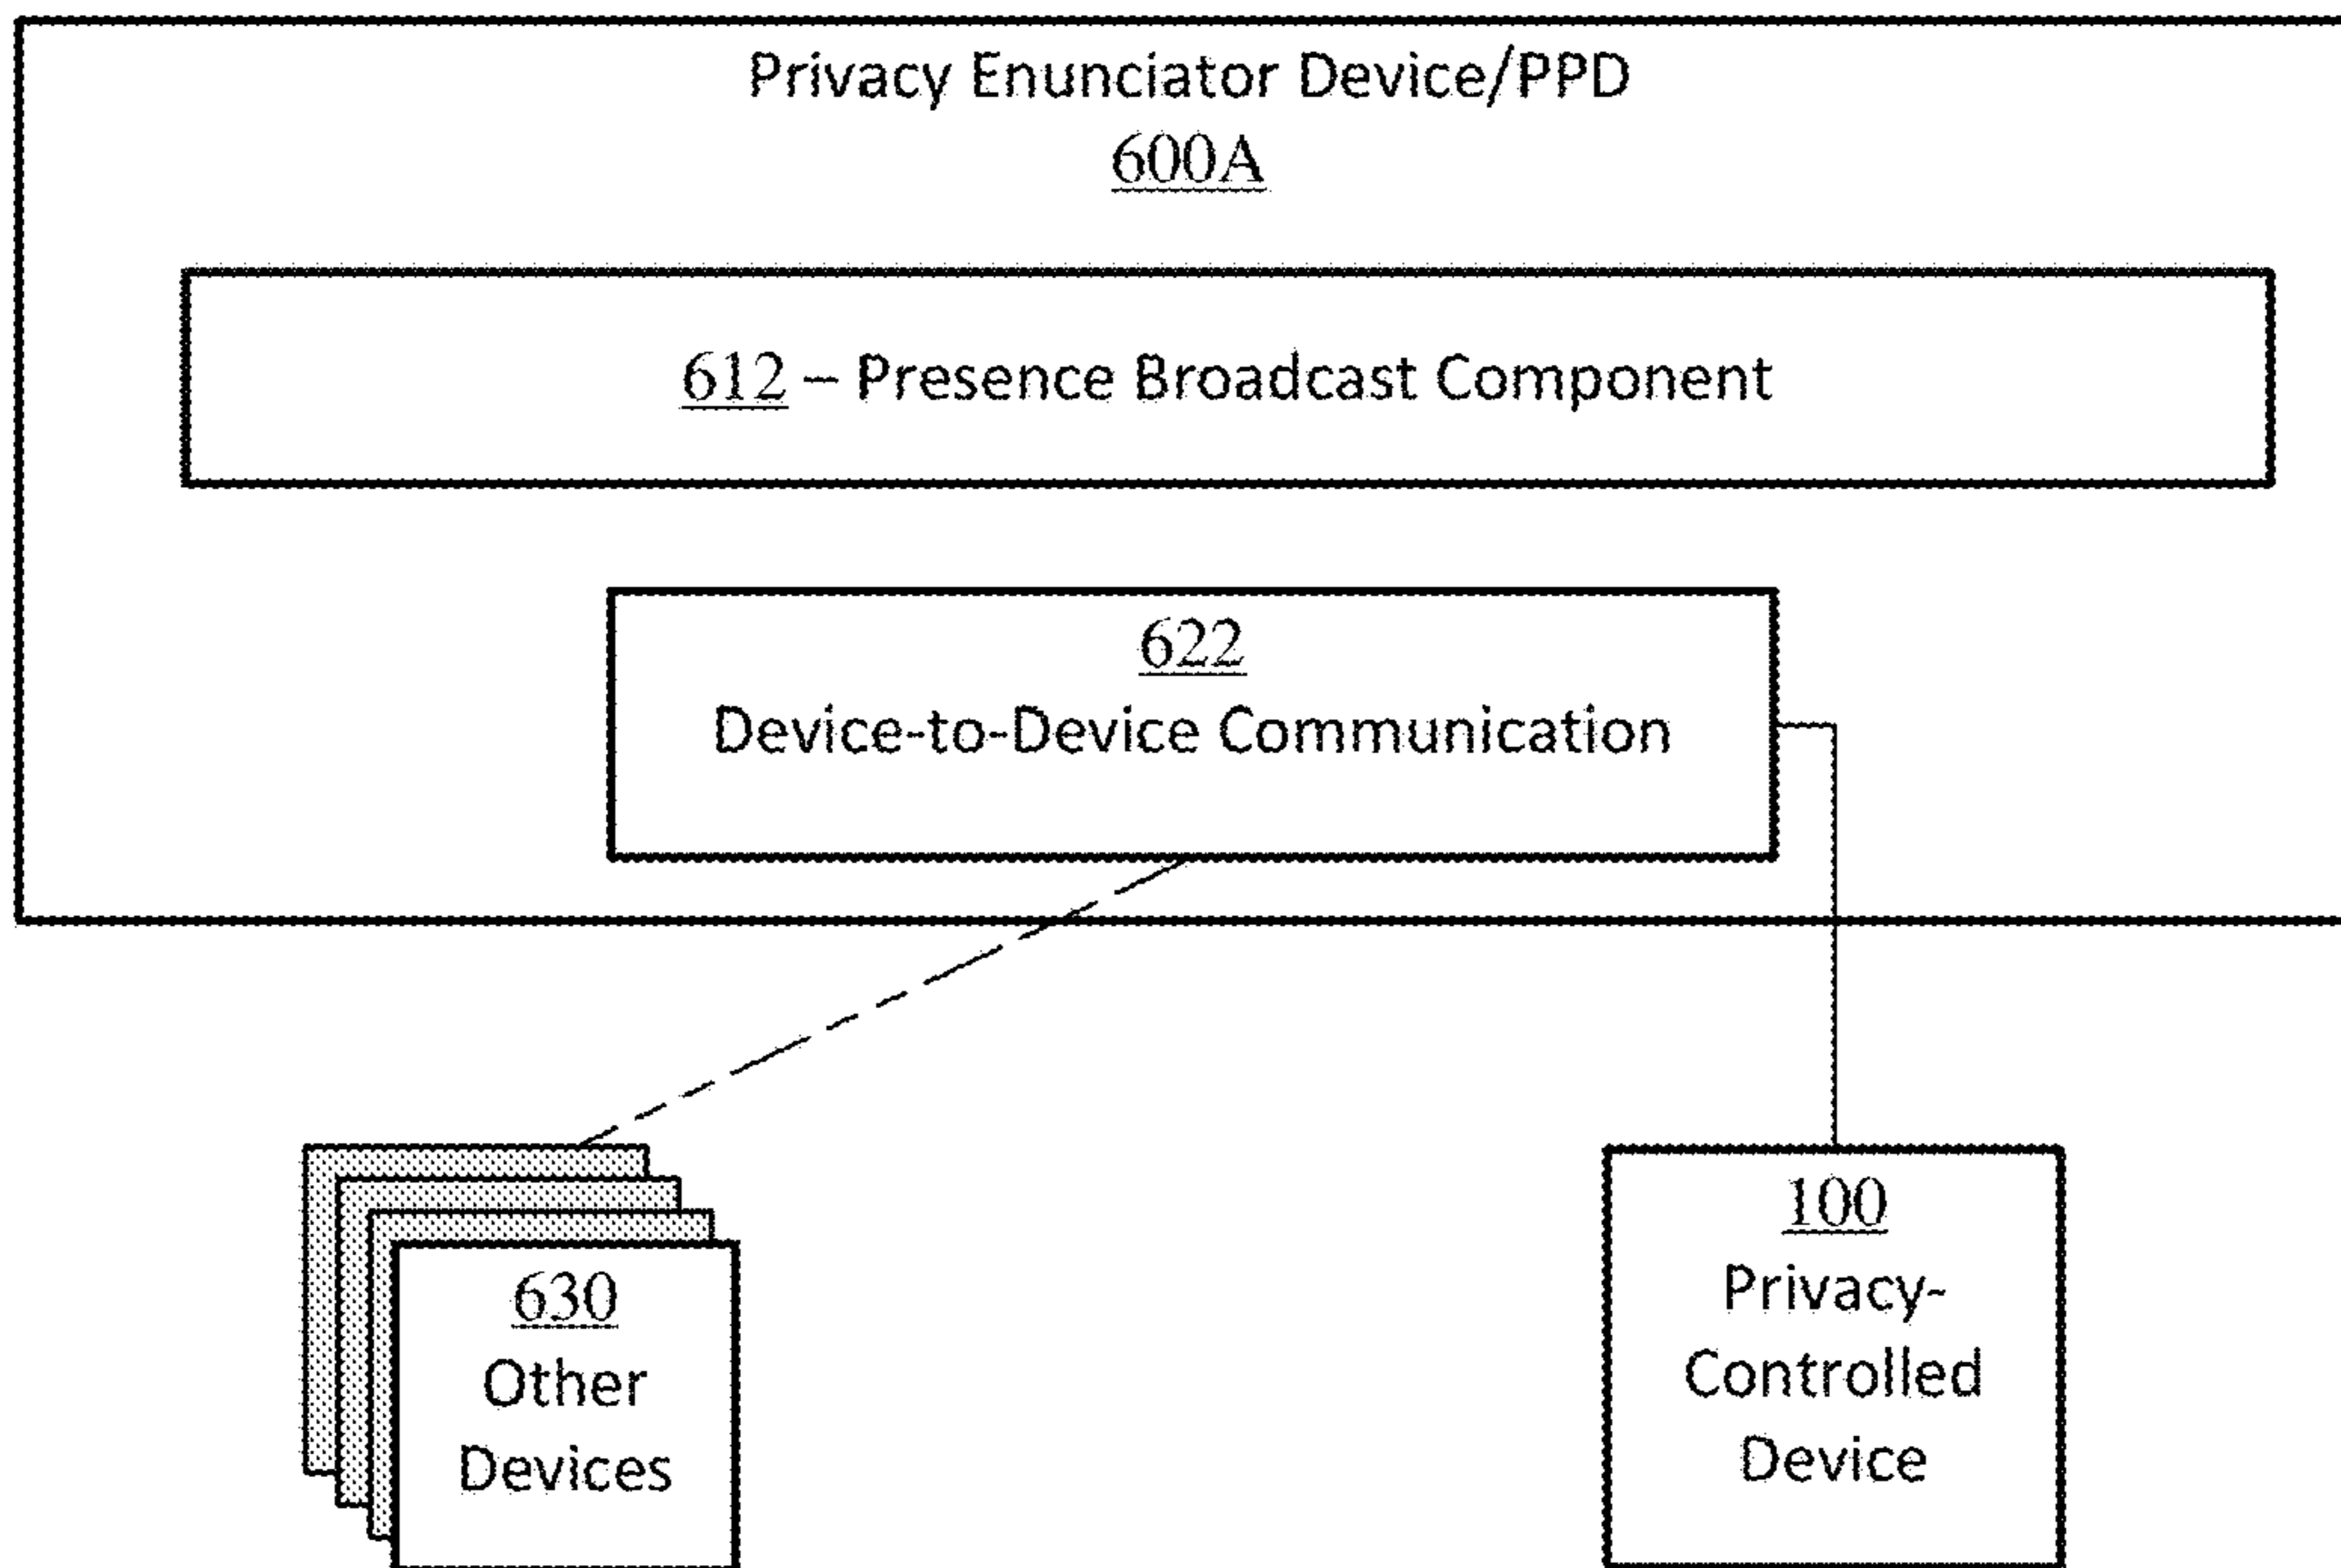 Privacy Enunciator Device/PPD
600A
612 – Presence Broadcast Component
622
Device-to-Device Communication
630
Other
Devices
100
Privacy-
Controlled
Device